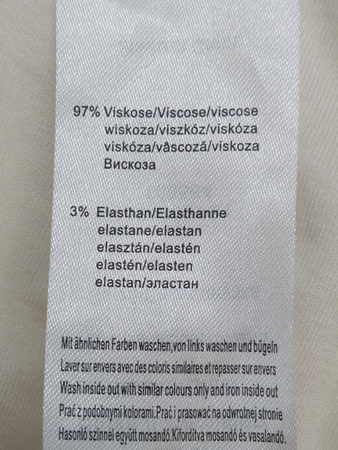 97% Viskose/Viscose/viscose
wiskoza/viszkóz/viskóza
viskóza/vâscoză/viskoza
Вискоза
3% Elasthan/Elasthanne
elastane/elastan
elasztán/elastén
elastén/elasten
elastan/эластан
Mit ähnlichen Farben waschen,von links waschen und bügeln
Laver sur envers avec des coloris similaires et repasser sur envers
Wash inside out with similar colours only and iron inside out
Prać z podobnymi kolorami.Prać i prasować na odwrolnej stronie
Hasonló színnel együtt mosandó.Kifordítva mosandó és vasalandó.